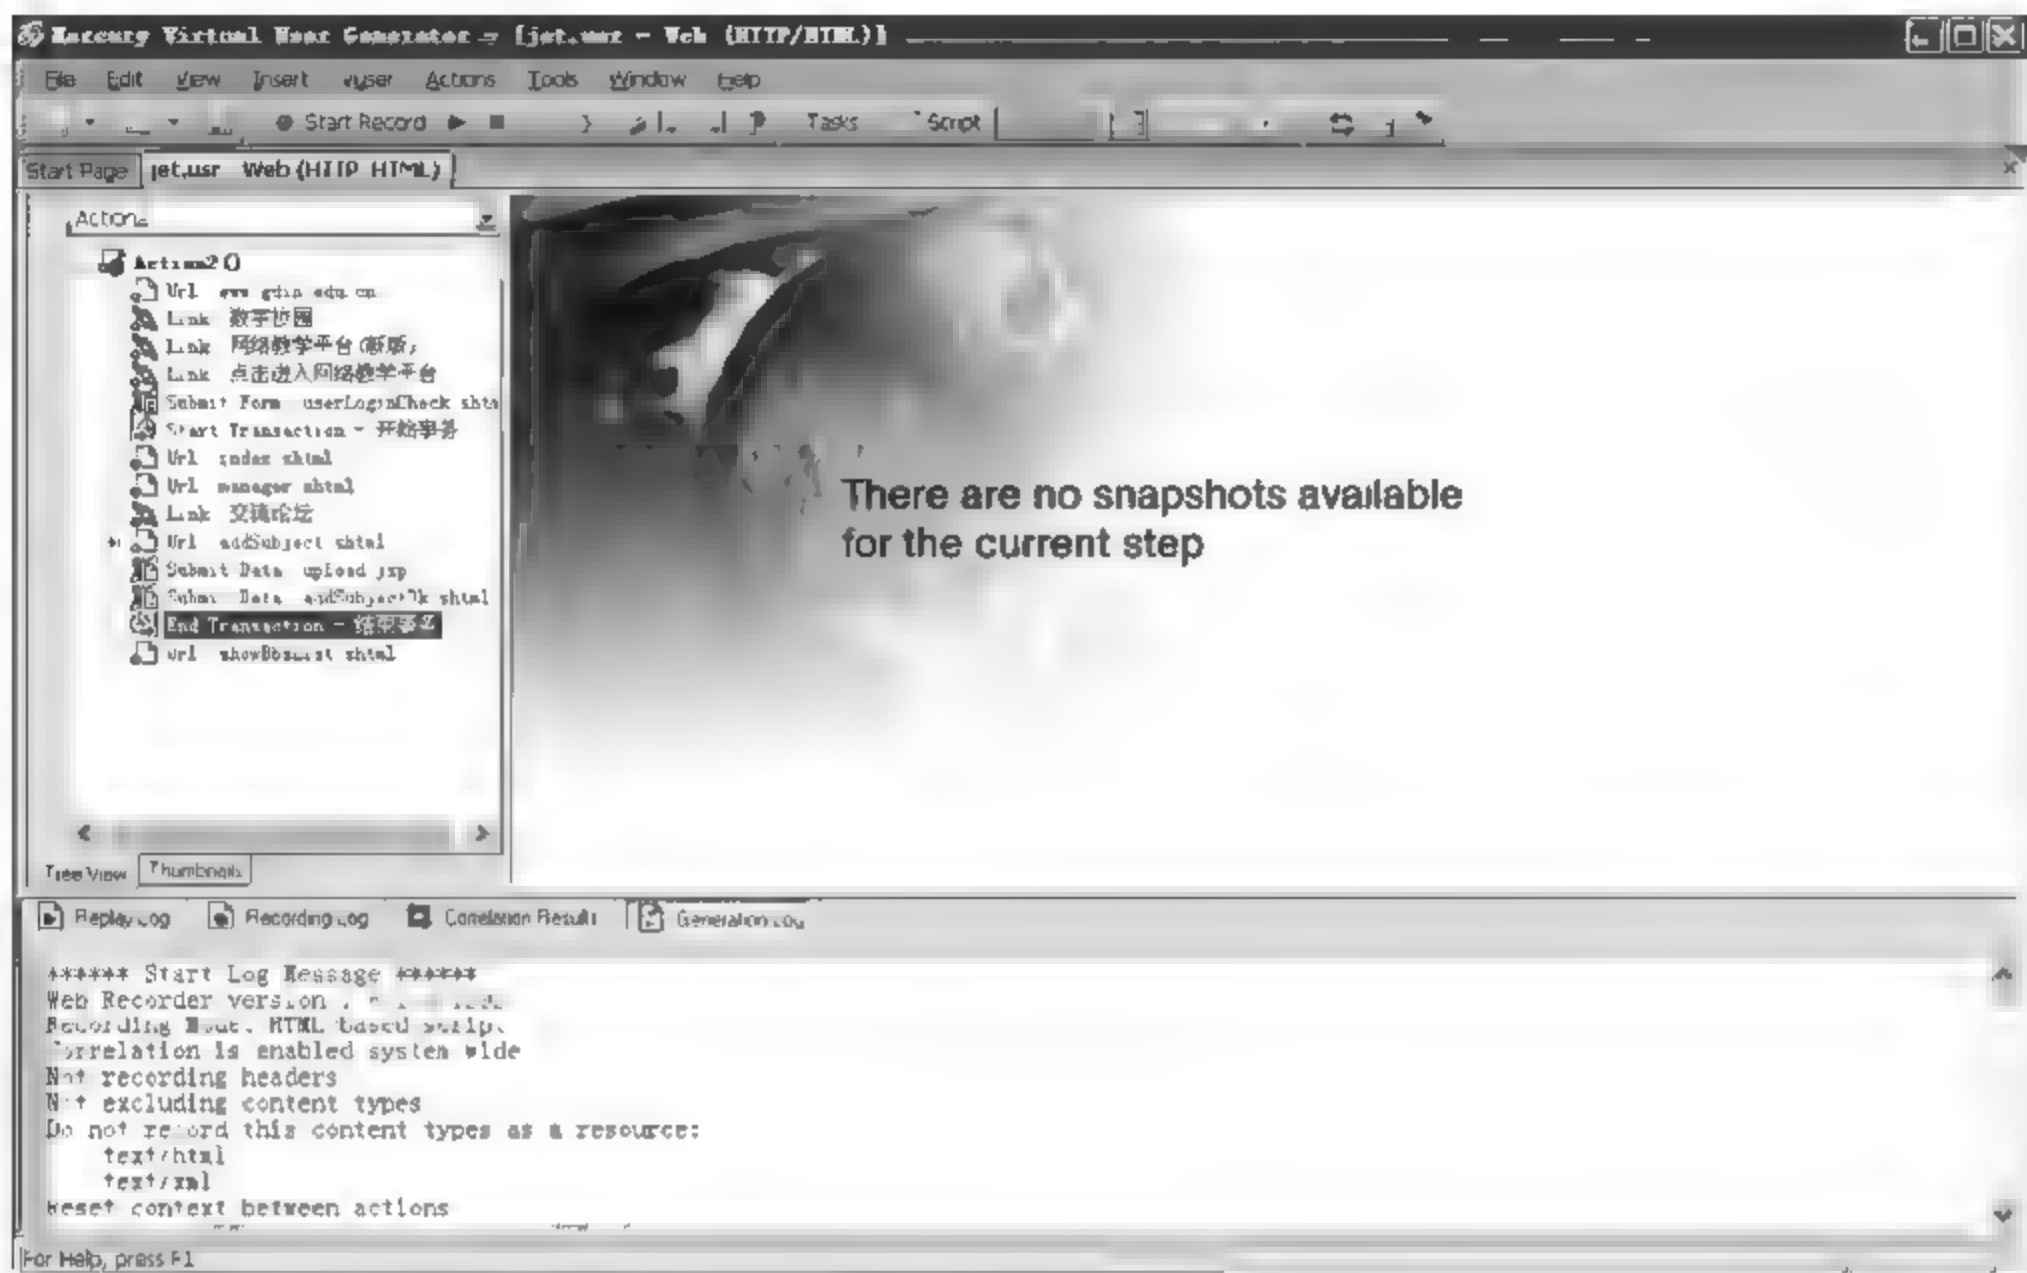 Mercury Virtual User Generator - [jet.usr - Web (HTTP/HTML)]
File Edit View Insert Vuser Actions Tools Window Help
Start Record Tasks Script
Start Page jet.usr Web (HTTP HTML)
Action2
Action2()
Url www edu cn
Link 数字校园
Link 网络教学平台(新版)
Link 点击进入网络教学平台
Submit Form userLoginCheck shtm
Start Transaction - 开始事务
Url index shtml
Url manager shtml
Link 交流论坛
Url addSubject shtml
Submit Data upload jsp
Submit Data addSubjectOk shtml
End Transaction - 结束事务
Url showBbsList shtml
There are no snapshots available
for the current step
Tree View Thumbnails
Replay Log Recording Log Correlation Results Generation Log
****** Start Log Message ******
Web Recorder version
Recording Mode: HTML based script
Correlation is enabled system wide
Not recording headers
Not excluding content types
Do not record this content types as a resource:
text/html
text/xml
Reset context between actions
For Help, press F1